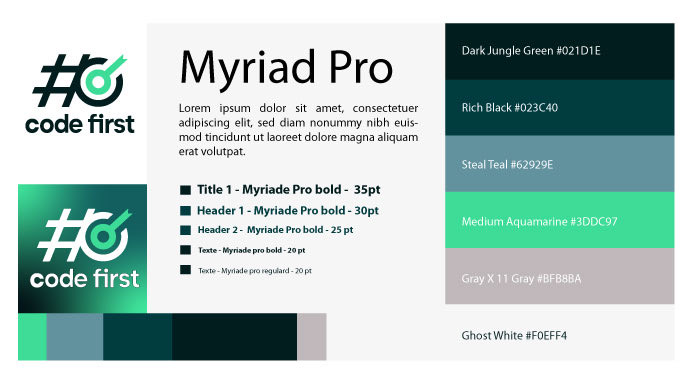 #
code first
#
code first
Myriad Pro
Lorem ipsum dolor sit amet, consectetuer
adipiscing elit, sed diam nonummy nibh euis-
mod tincidunt ut laoreet dolore magna aliquam
erat volutpat.
Title 1 - Myriade Pro bold - 35pt
Header 1 - Myriade Pro bold - 30pt
Header 2 - Myriade Pro bold - 25 pt
Texte - Myriade pro bold - 20 pt
Texte - Myriade pro regulard - 20 pt
Dark Jungle Green #021D1E
Rich Black #023C40
Steal Teal #62929E
Medium Aquamarine #3DDC97
Gray X 11 Gray #BFB8BA
Ghost White #F0EFF4